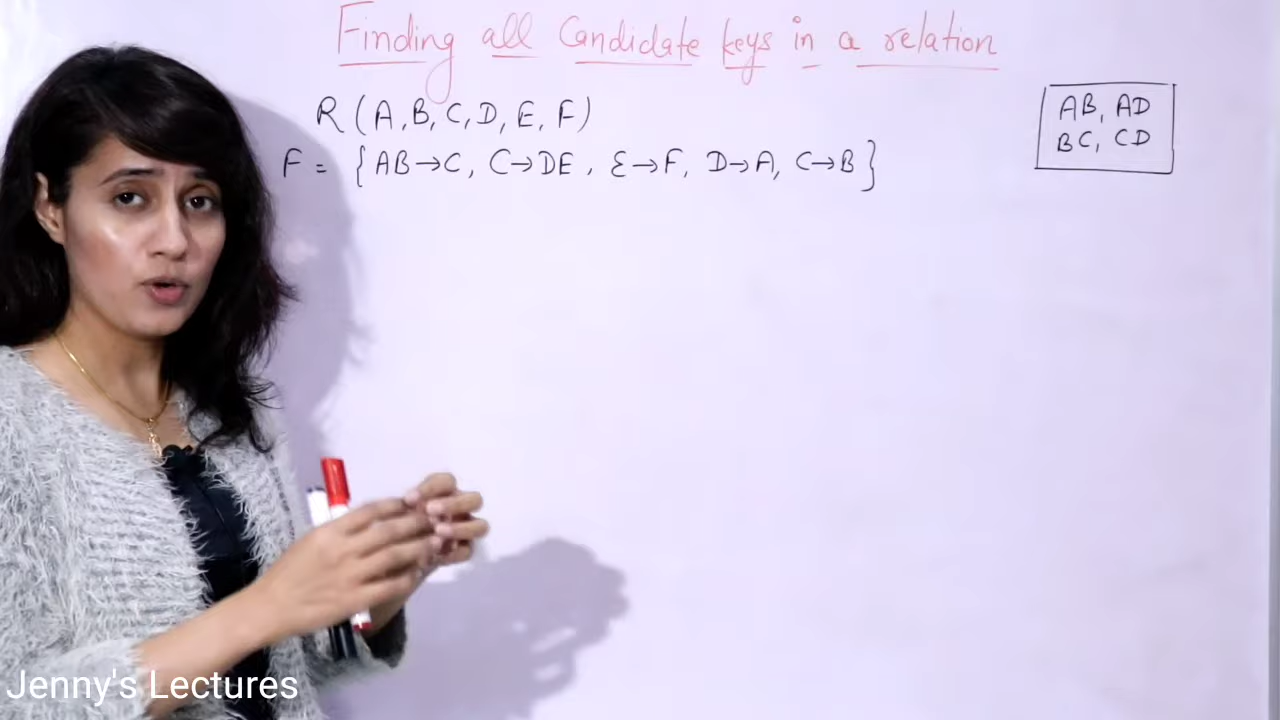 Finding all Candidate keys in a relation
R (A,B,C,D,E,F)
F = {AB→C, C→DE, E→F, D→A, C→B}
AB, AD
BC, CD
Jenny's Lectures